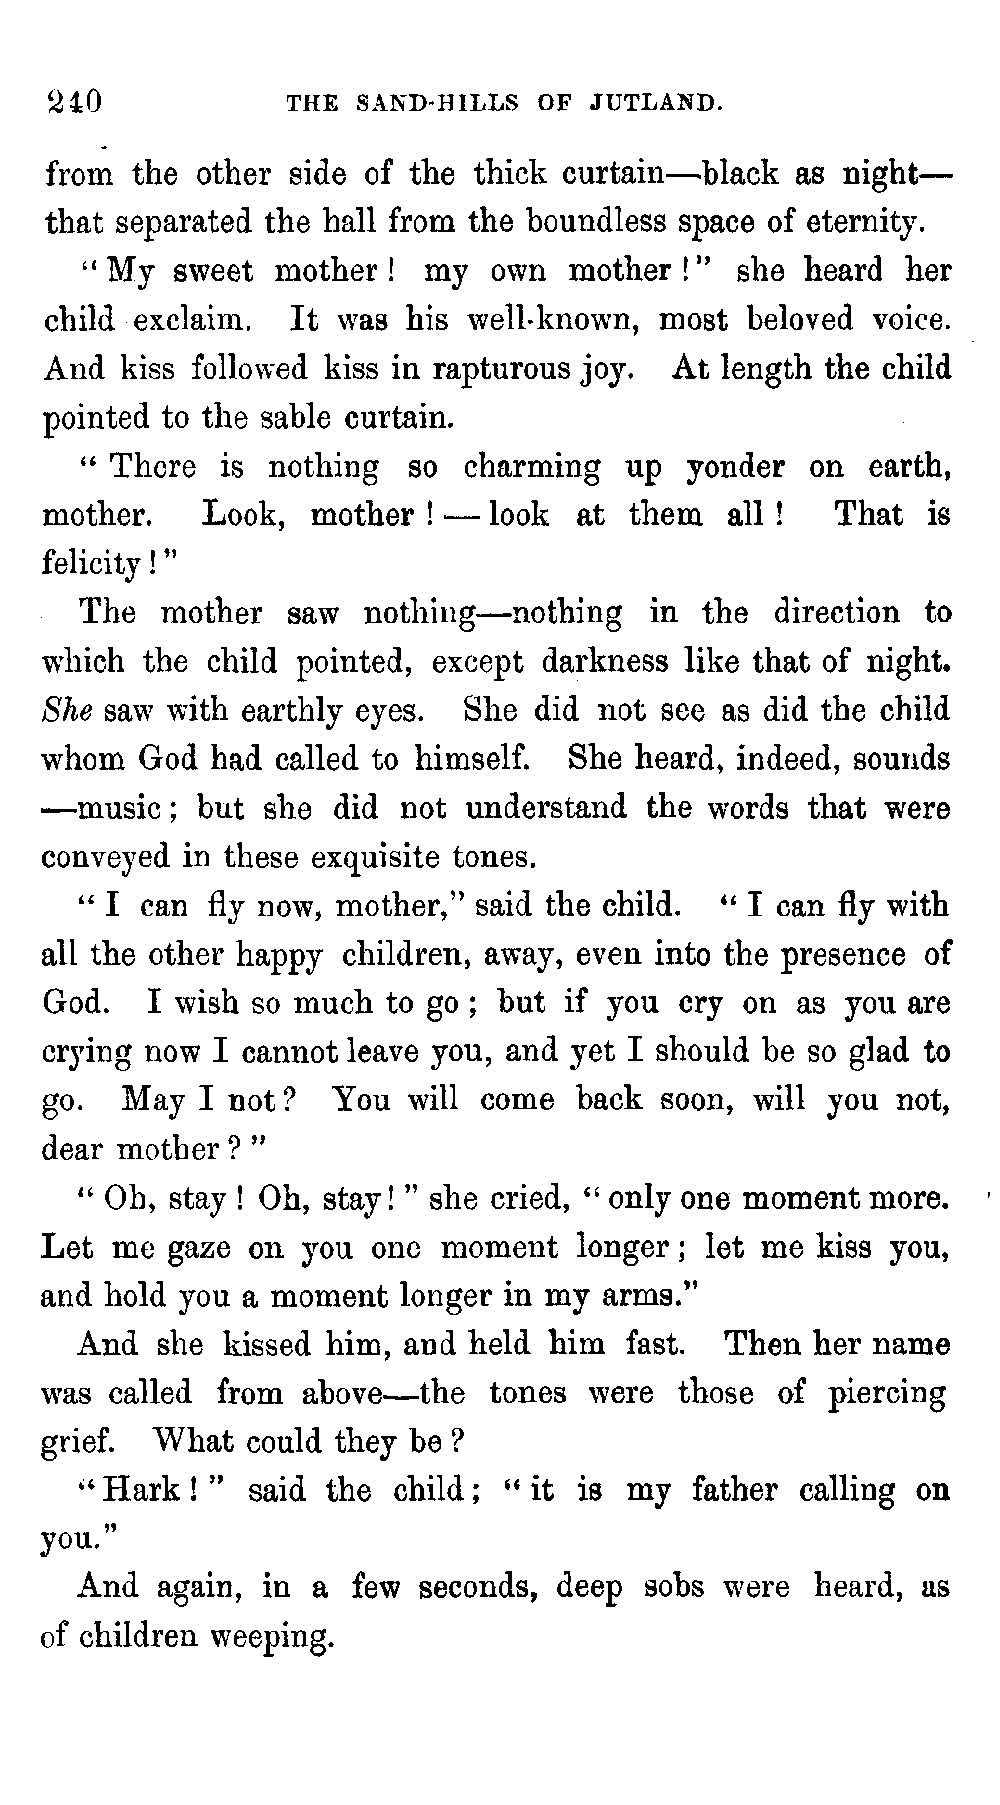 240 THE SAND-HILLS OF JUTLAND.
from the other side of the thick curtain—black as night—
that separated the hall from the boundless space of eternity.
“My sweet mother! my own mother!” she heard her
child exclaim. It was his well-known, most beloved voice.
And kiss followed kiss in rapturous joy. At length the child
pointed to the sable curtain.
“There is nothing so charming up yonder on earth,
mother. Look, mother!—look at them all! That is
felicity!”
The mother saw nothing—nothing in the direction to
which the child pointed, except darkness like that of night.
She saw with earthly eyes. She did not see as did the child
whom God had called to himself. She heard, indeed, sounds
—music; but she did not understand the words that were
conveyed in these exquisite tones.
“I can fly now, mother,” said the child. “I can fly with
all the other happy children, away, even into the presence of
God. I wish so much to go; but if you cry on as you are
crying now I cannot leave you, and yet I should be so glad to
go. May I not? You will come back soon, will you not,
dear mother?”
“Oh, stay! Oh, stay!” she cried, “only one moment more.
Let me gaze on you one moment longer; let me kiss you,
and hold you a moment longer in my arms.”
And she kissed him, and held him fast. Then her name
was called from above—the tones were those of piercing
grief. What could they be?
“Hark!” said the child; “it is my father calling on
you.”
And again, in a few seconds, deep sobs were heard, as
of children weeping.